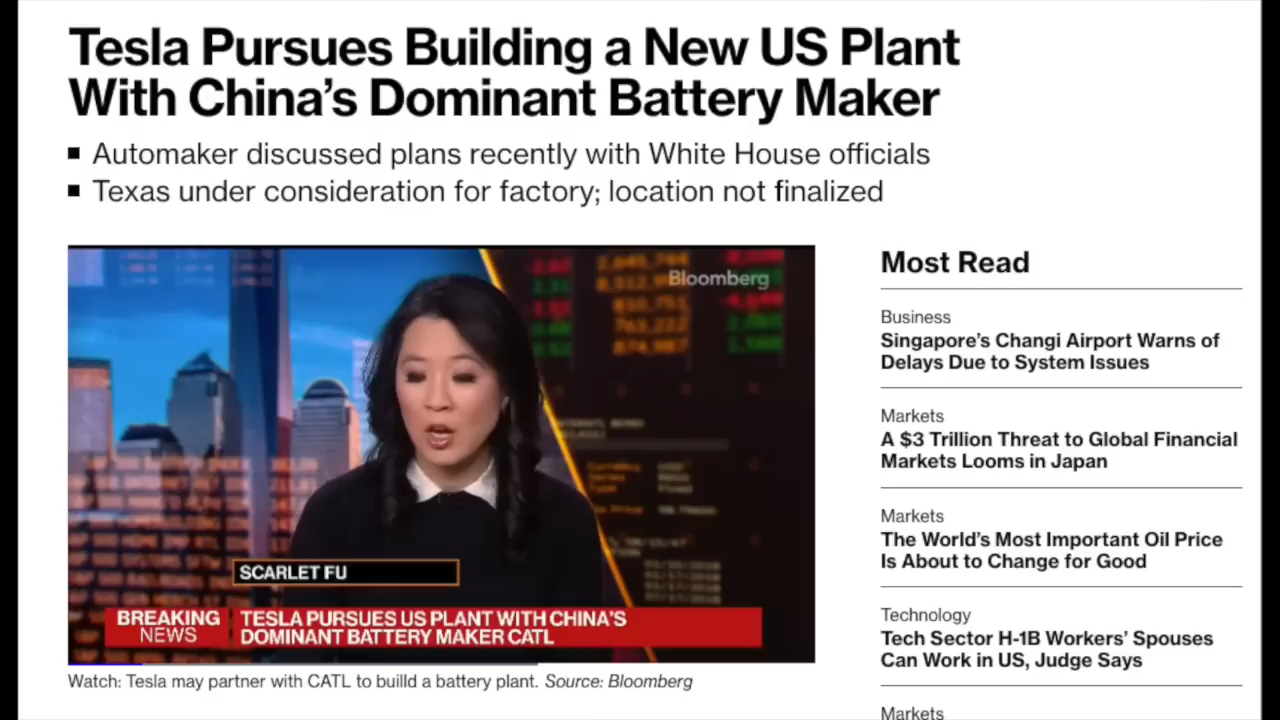 Tesla Pursues Building a New US Plant
With China's Dominant Battery Maker
Automaker discussed plans recently with White House officials
Texas under consideration for factory; location not finalized
Bloomberg
SCARLET FU
BREAKING
NEWS
TESLA PURSUES US PLANT WITH CHINA'S
DOMINANT BATTERY MAKER CATL
Watch: Tesla may partner with CATL to builld a battery plant. Source: Bloomberg
Most Read
Business
Singapore's Changi Airport Warns of
Delays Due to System Issues
Markets
A $3 Trillion Threat to Global Financial
Markets Looms in Japan
Markets
The World's Most Important Oil Price
Is About to Change for Good
Technology
Tech Sector H-1B Workers' Spouses
Can Work in US, Judge Says
Markets